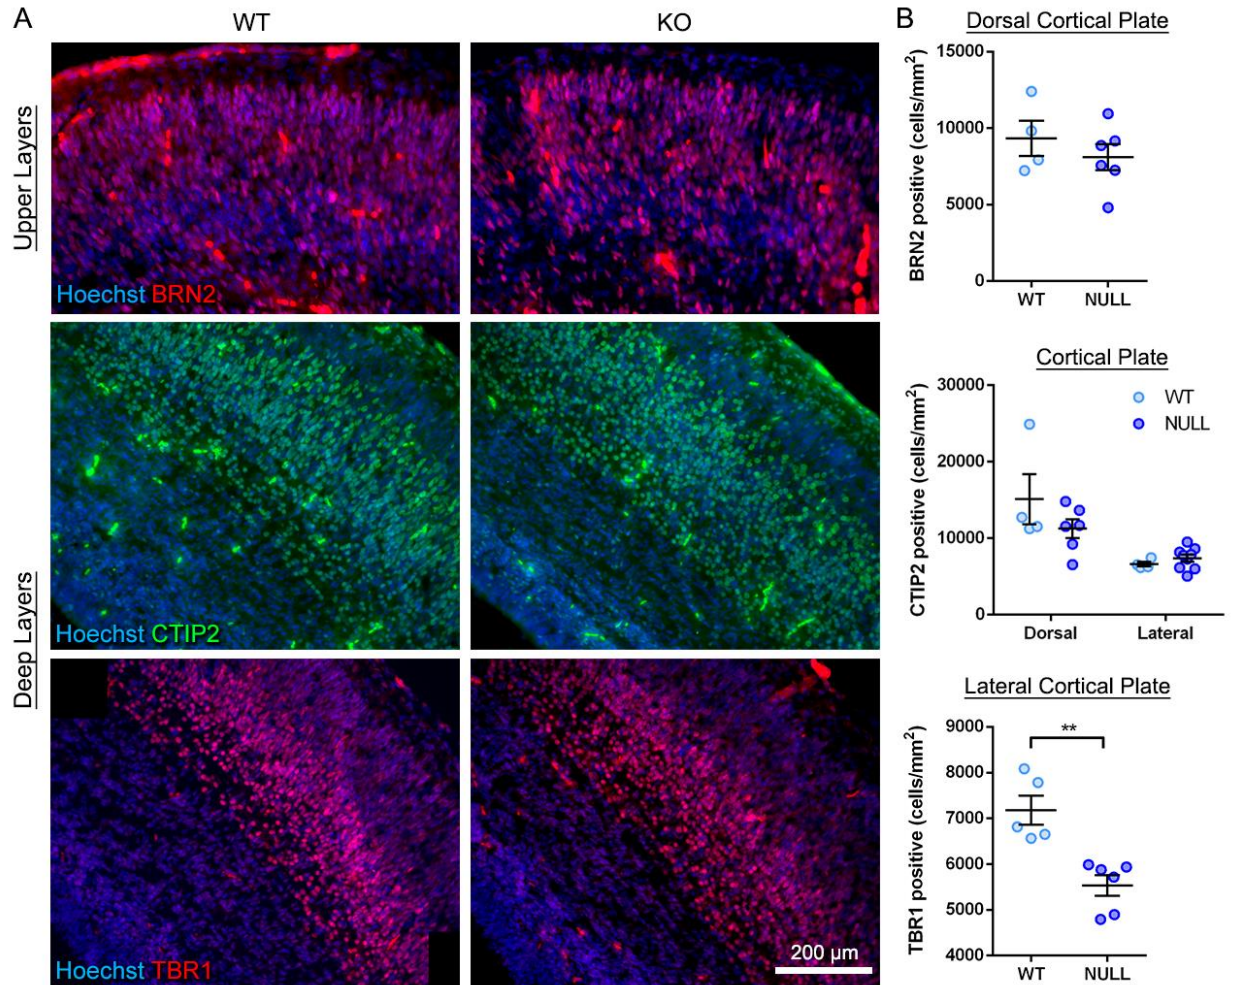 A
WT
KO
Upper Layers
Hoechst BRN2
Deep Layers
Hoechst CTIP2
Hoechst TBR1
200 µm
B
Dorsal Cortical Plate
BRN2 positive (cells/mm²)
15000
10000
5000
0
WT NULL
Cortical Plate
CTIP2 positive (cells/mm²)
30000
20000
10000
0
WT
NULL
Dorsal Lateral
Lateral Cortical Plate
TBR1 positive (cells/mm²)
9000
8000
7000
6000
5000
4000
**
WT NULL